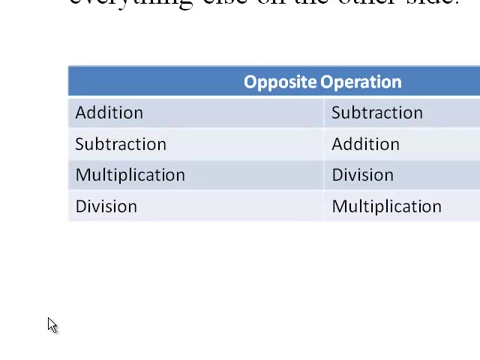 everything else on the other side.
Opposite Operation
Addition Subtraction
Subtraction Addition
Multiplication Division
Division Multiplication